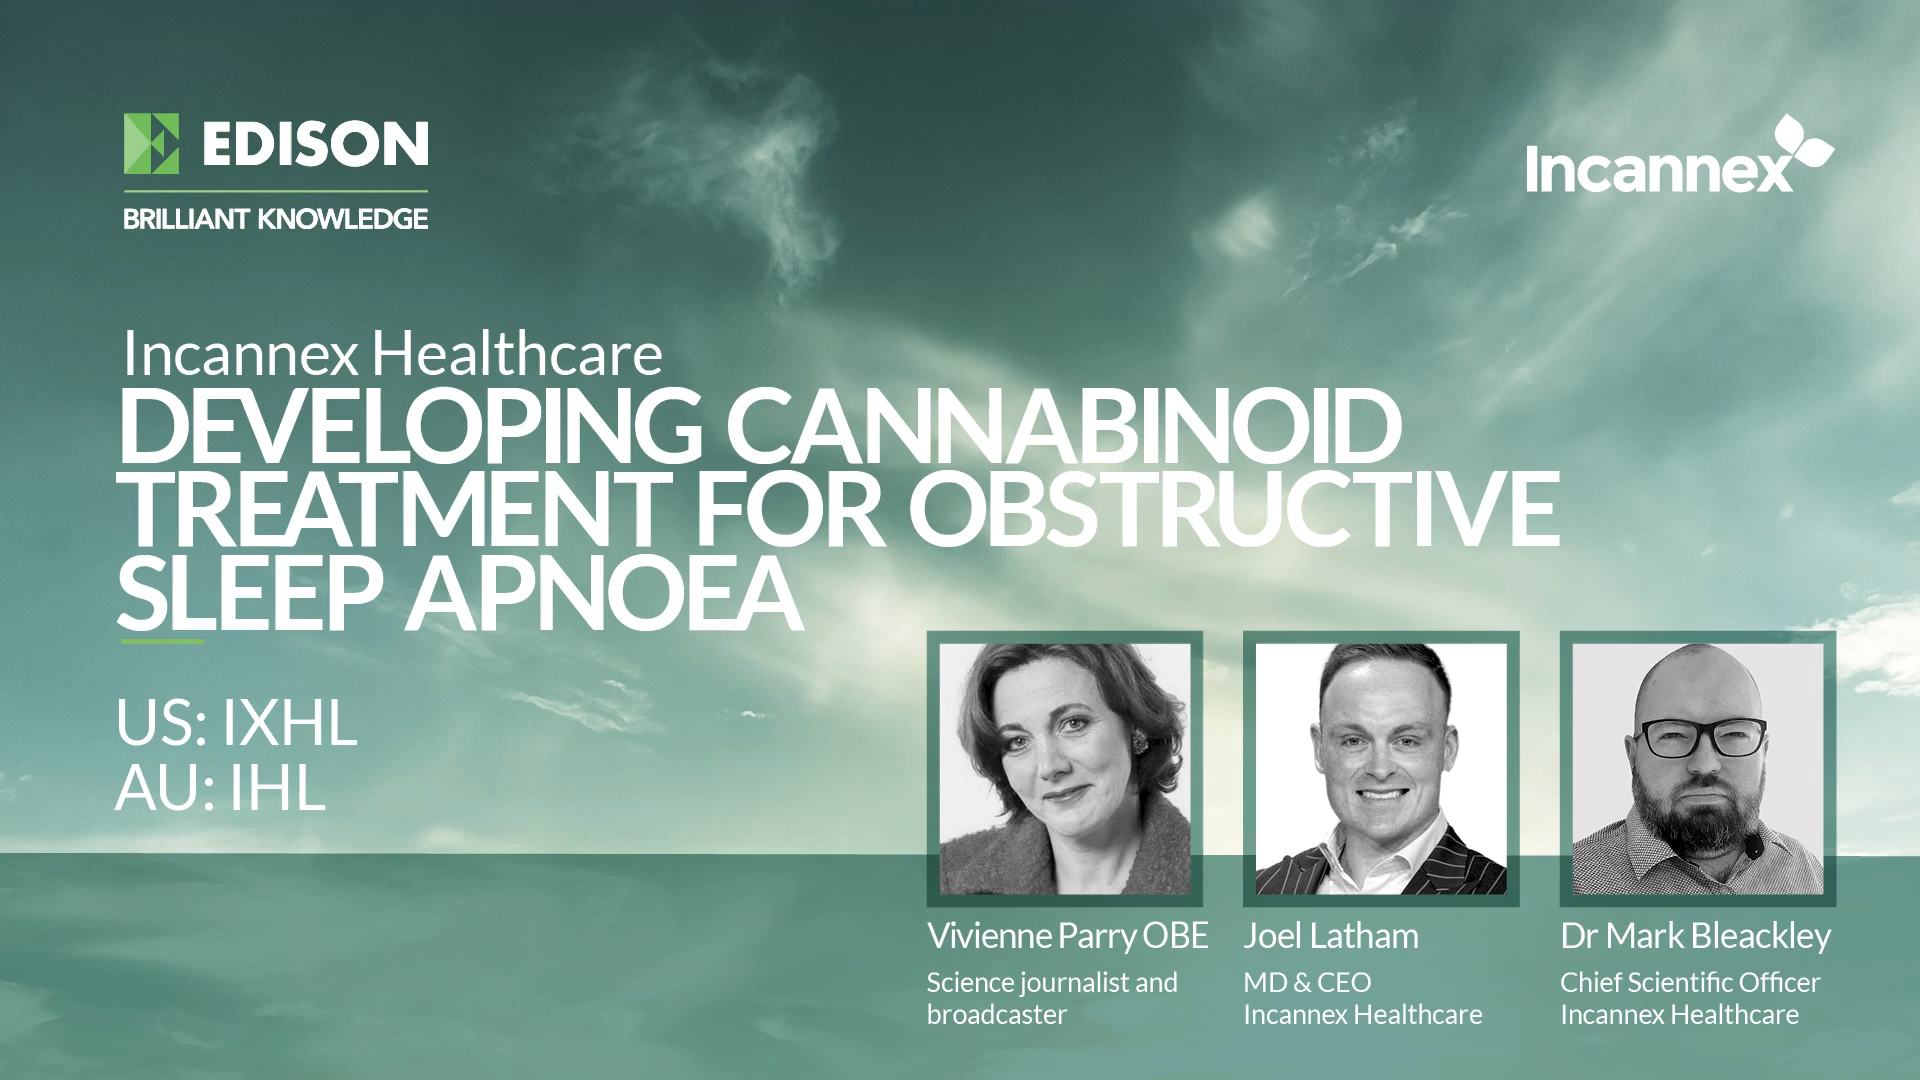 EDISON
BRILLIANT KNOWLEDGE
Incannex
Incannex Healthcare
DEVELOPING CANNABINOID
TREATMENT FOR OBSTRUCTIVE
SLEEP APNOEA
US: IXHL
AU: IHL
Vivienne Parry OBE
Science journalist and
broadcaster
Joel Latham
MD & CEO
Incannex Healthcare
Dr Mark Bleackley
Chief Scientific Officer
Incannex Healthcare